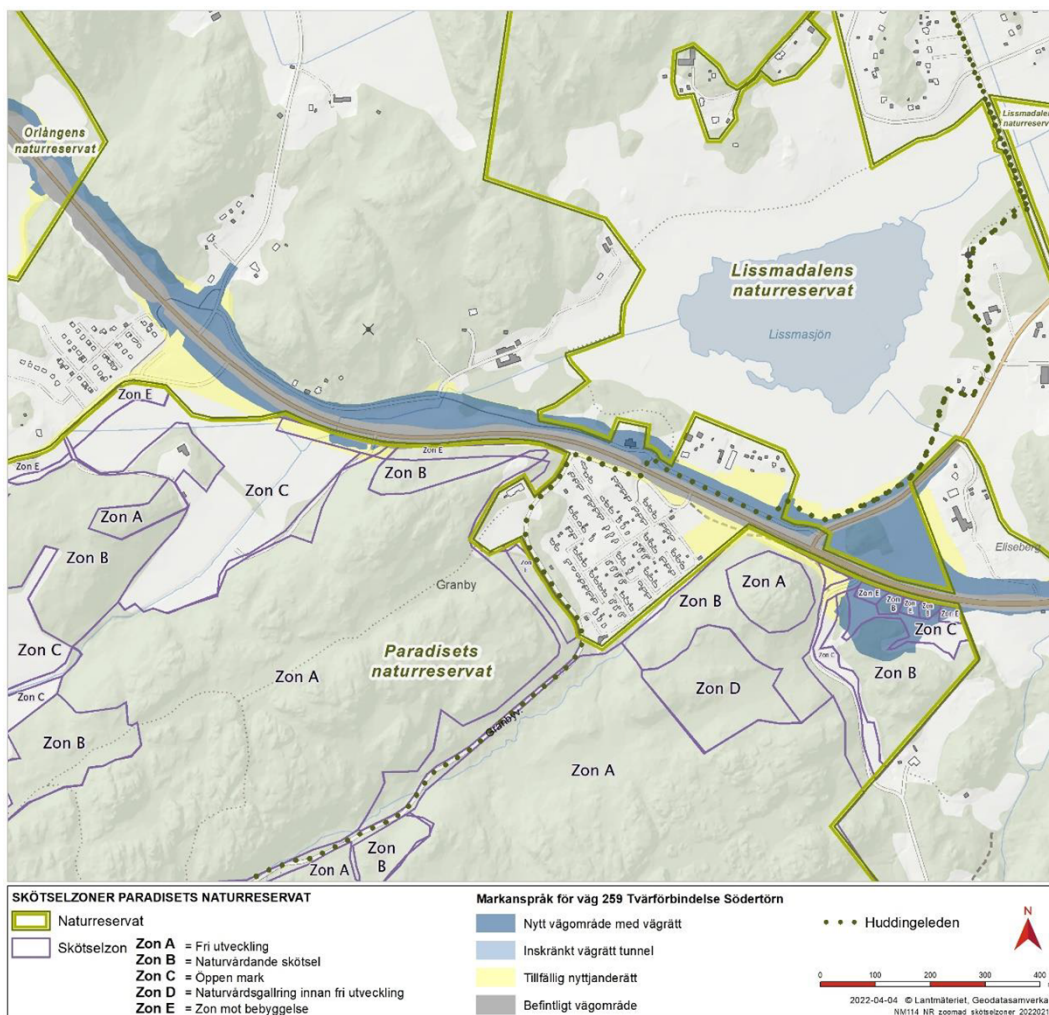 Orlångens
naturreservat
Lissmadalens
naturreservat
Lissmadalens
naturreservat
Lissmasjön
Zon E
Zon E
Zon E
Zon B
Zon C
Zon A
Zon B
Eliseberg
Zon A
Zon B
Granby
Zon E
Zon B
Zon E
Zon C
Zon C
Zon B
Paradisets
naturreservat
Zon C
Zon A
Zon D
Zon C
Granbyv.
Zon B
Zon A
Zon B
Zon A
SKÖTSELZONER PARADISETS NATURRESERVAT
Naturreservat
Skötselzon
Zon A = Fri utveckling
Zon B = Naturvårdande skötsel
Zon C = Öppen mark
Zon D = Naturvårdsgallring innan fri utveckling
Zon E = Zon mot bebyggelse
Markanspråk för väg 259 Tvärförbindelse Södertörn
Nytt vägområde med vägrätt
Inskränkt vägrätt tunnel
Tillfällig nyttjanderätt
Befintligt vägområde
Huddingeleden
N
0 100 200 300 400
2022-04-04 © Lantmäteriet, Geodatasamverka
NM114_NR_zoomad_skötselzoner_2022021